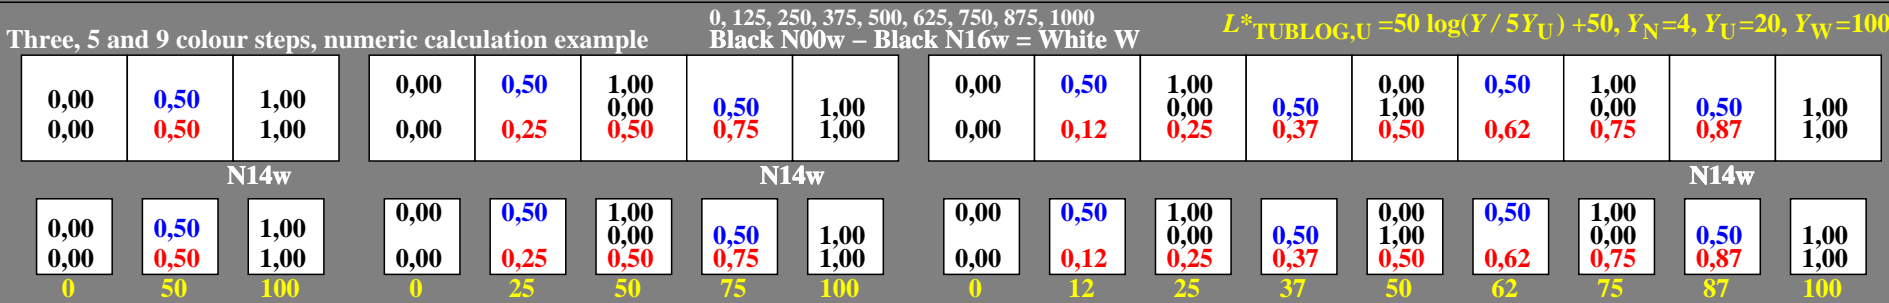 0, 125, 250, 375, 500, 625, 750, 875, 1000
Three, 5 and 9 colour steps, numeric calculation example
Black N00w – Black N16w = White W
L*TUBLOG,U =50 log(Y / 5YU) +50, YN=4, YU=20, YW=100
0,00 0,50 1,00 0,00 0,50 1,00 0,50 1,00
0,00 0,50 1,00 0,00 0,50 1,00 0,00 1,00 0,50 1,00 0,00 0,50 1,00
0,00 0,50 1,00 0,00 0,25 0,50 0,75 1,00 0,00 0,12 0,25 0,37 0,50 0,62 0,75 0,87 1,00
N14w N14w N14w
0,00 0,50 1,00 0,00 0,50 1,00 0,00 0,50 1,00
0,00 0,50 1,00 0,00 0,50 1,00 0,00 0,50 1,00 0,00 0,50 1,00
0,00 0,50 1,00 0,00 0,25 0,50 0,75 1,00 0,00 0,12 0,25 0,37 0,50 0,62 0,75 0,87 1,00
0 50 100 0 25 50 75 100 0 12 25 37 50 62 75 87 100